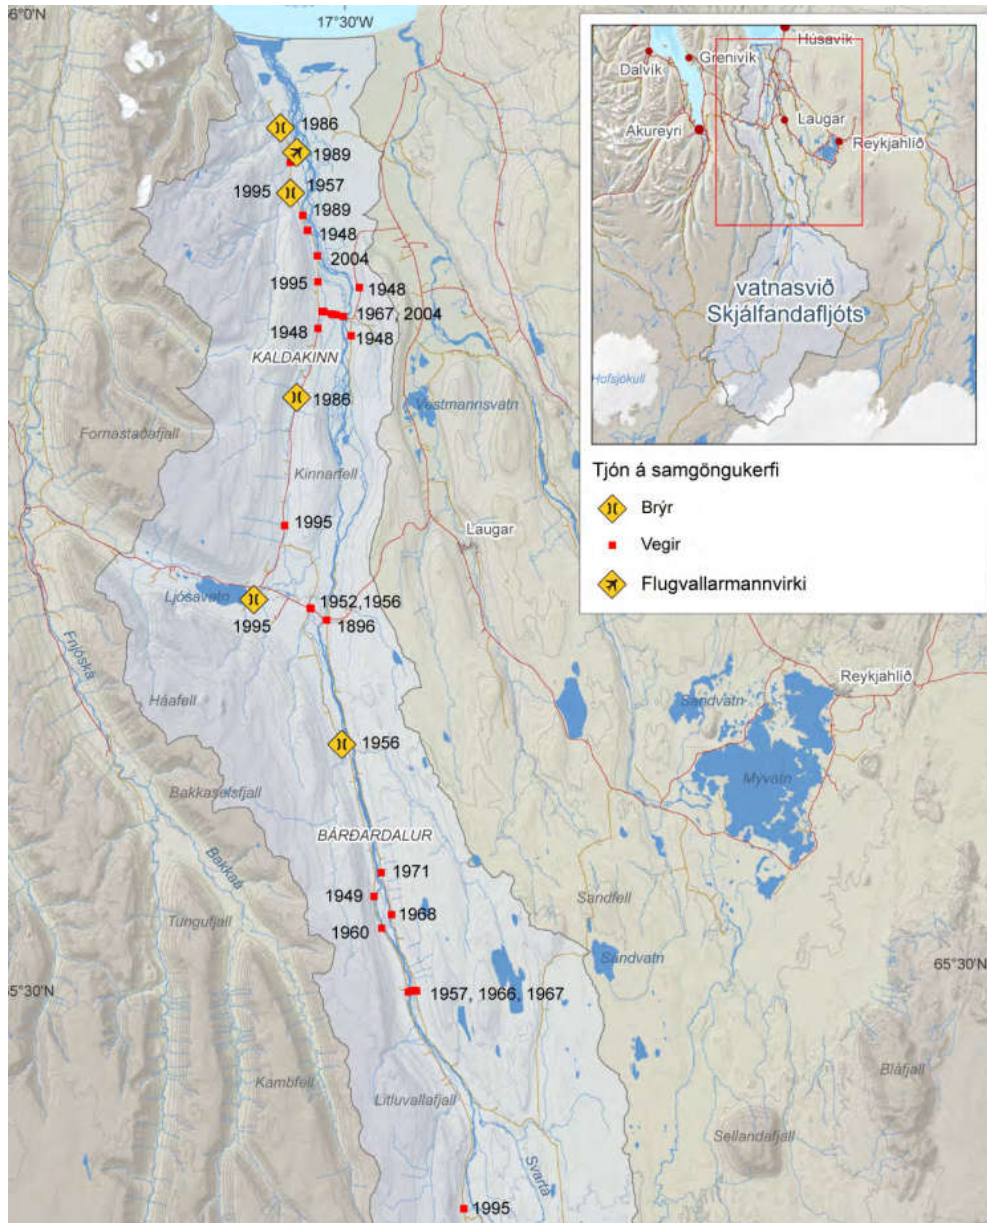 6°0'N
17°30'W
1986
1989
1995
1957
1989
1948
2004
1995
1948
1967, 2004
1948
1948
KALDAKINN
1986
Vestmannsvatn
Fornastaðafjall
Kinnarfell
1995
Laugar
Ljósavatn
1995
1952,1956
1896
Fnjóská
Háafell
1956
Sandvatn
Reykjahlíð
Mývatn
Bakkaselsfjall
BÁRÐARDALUR
Bakkaá
1971
1949
1968
1960
Tungufjall
Sandfell
Sandvatn
65°30'N
5°30'N
1957, 1966, 1967
Kambfell
Litluvallafjall
Bláfjall
Sellandafjall
Svartá
1995
Húsavík
Grenivík
Dalvík
Laugar
Akureyri
Reykjahlíð
vatnasvið
Skjálfandafljóts
Hofsjökull
Tjón á samgöngukerfi
Brýr
Vegir
Flugvallarmannvirki